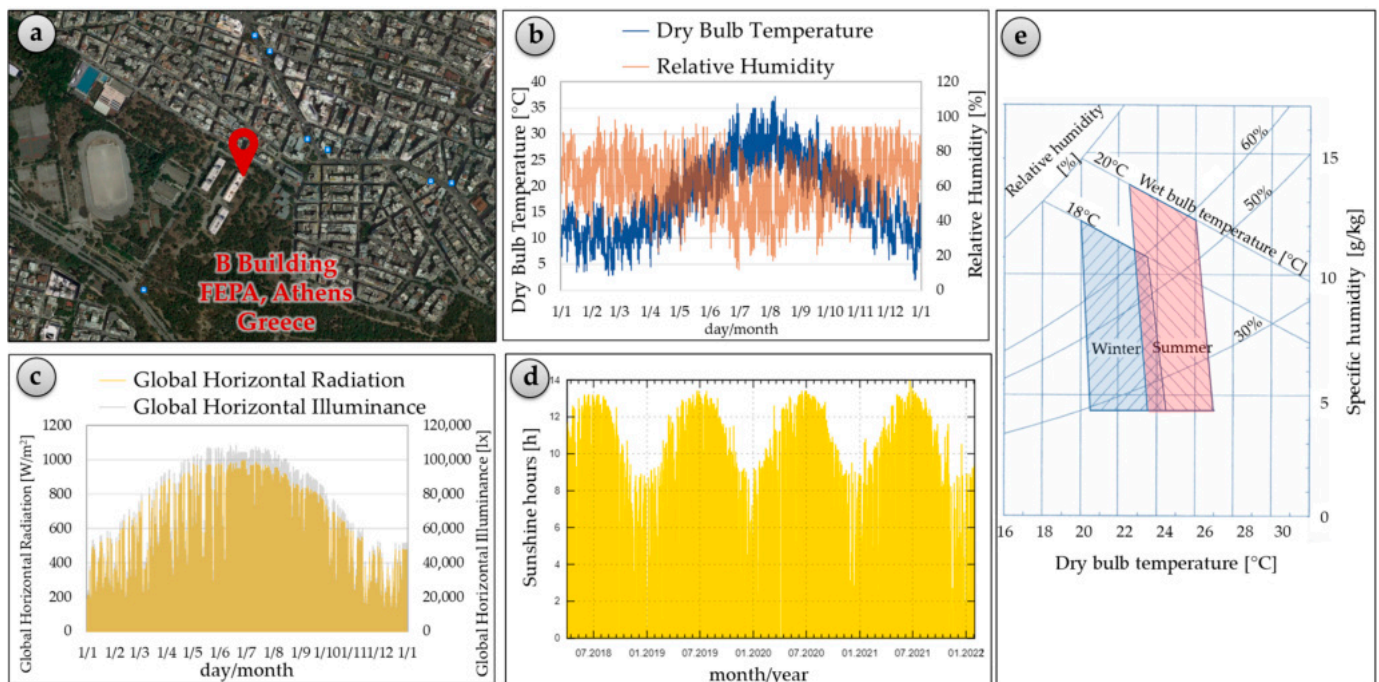 a
B Building
FEPA, Athens
Greece
b
Dry Bulb Temperature
Relative Humidity
Dry Bulb Temperature [°C]
40
35
30
25
20
15
10
5
0
Relative Humidity [%]
120
100
80
60
40
20
0
1/1 1/2 1/3 1/4 1/5 1/6 1/7 1/8 1/9 1/10 1/11 1/12 1/1
day/month
c
Global Horizontal Radiation
Global Horizontal Illuminance
Global Horizontal Radiation [W/m²]
1200
1000
800
600
400
200
0
Global Horizontal Illuminance [lx]
120,000
100,000
80,000
60,000
40,000
20,000
0
1/1 1/2 1/3 1/4 1/5 1/6 1/7 1/8 1/9 1/10 1/11 1/12 1/1
day/month
d
Sunshine hours [h]
14
12
10
8
6
4
2
0
07.2018 01.2019 07.2019 01.2020 07.2020 01.2021 07.2021 01.2022
month/year
e
Relative humidity
[%]
60%
50%
30%
20°C
Wet bulb temperature [°C]
18°C
Winter
Summer
Specific humidity [g/kg]
15
10
5
0
16 20 22 24 26 30
Dry bulb temperature [°C]